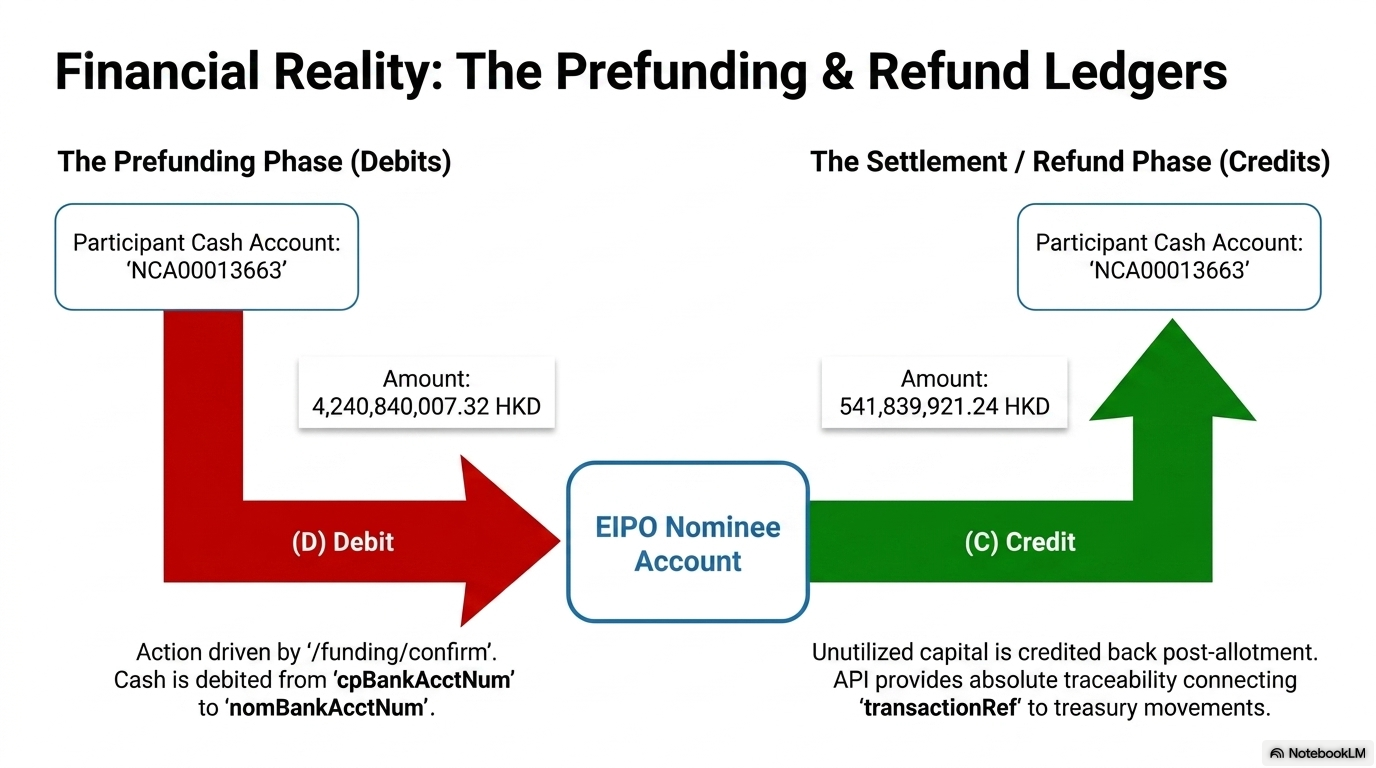 Financial Reality: The Prefunding & Refund Ledgers
The Prefunding Phase (Debits)
Participant Cash Account:
‘NCA00013663’
Amount:
4,240,840,007.32 HKD
(D) Debit
Action driven by ‘/funding/confirm’.
Cash is debited from ‘cpBankAcctNum’
to ‘nomBankAcctNum’.
EIPO Nominee
Account
The Settlement / Refund Phase (Credits)
Participant Cash Account:
‘NCA00013663’
Amount:
541,839,921.24 HKD
(C) Credit
Unutilized capital is credited back post-allotment.
API provides absolute traceability connecting
‘transactionRef‘ to treasury movements.
NotebookLM